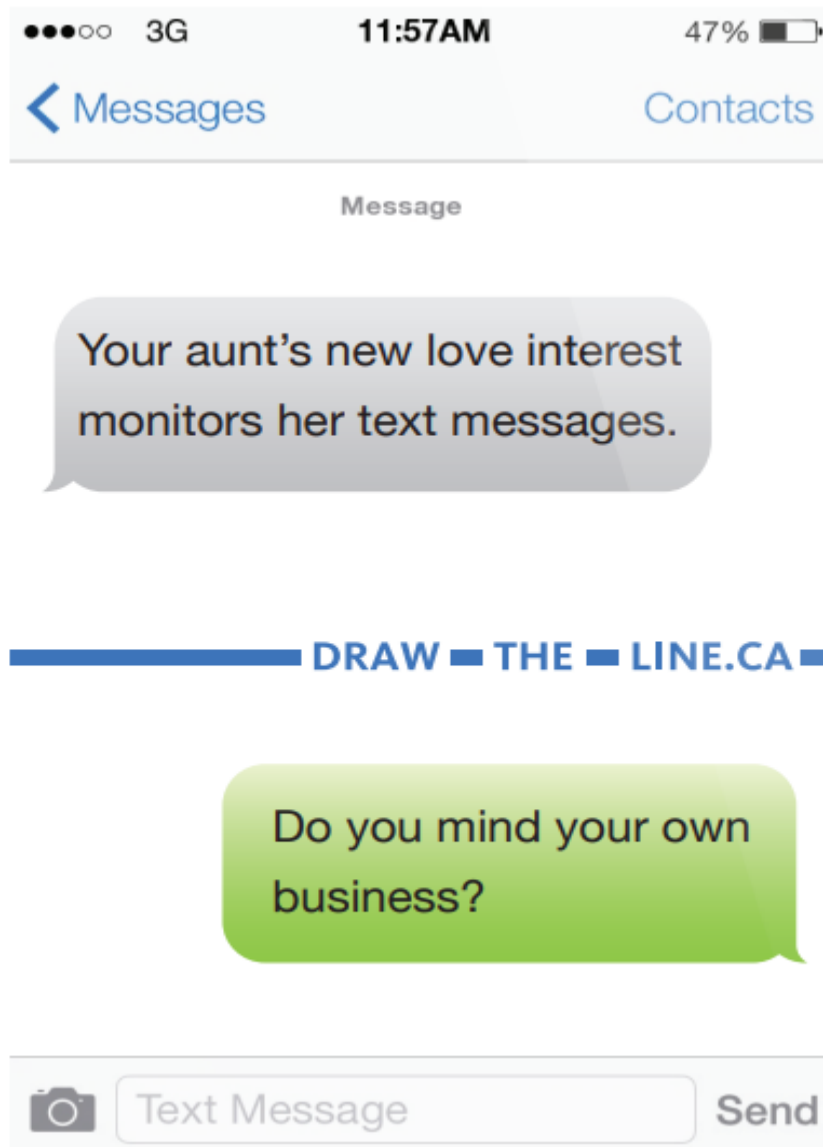 3G 11:57AM 47%
Messages Contacts
Message
Your aunt’s new love interest
monitors her text messages.
DRAW THE LINE.CA
Do you mind your own
business?
Text Message Send